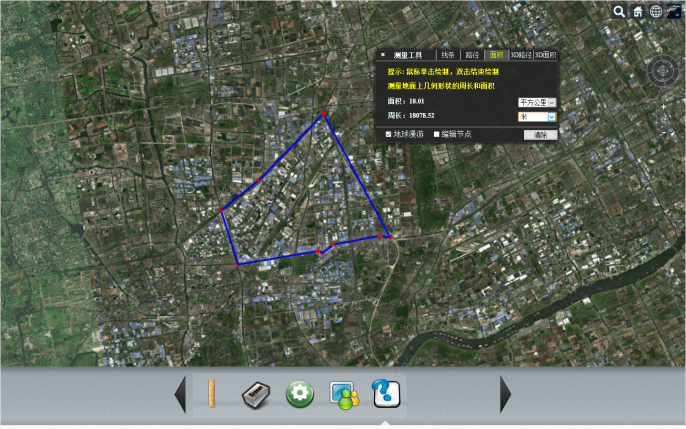 测量工具 线条 路径 面积 3D路径 3D面积
提示: 鼠标单击绘制，双击结束绘制
测量地面上几何形状的周长和面积
面积：18.01 平方公里
周长：18078.52 米
地球漫游 编辑节点 清除